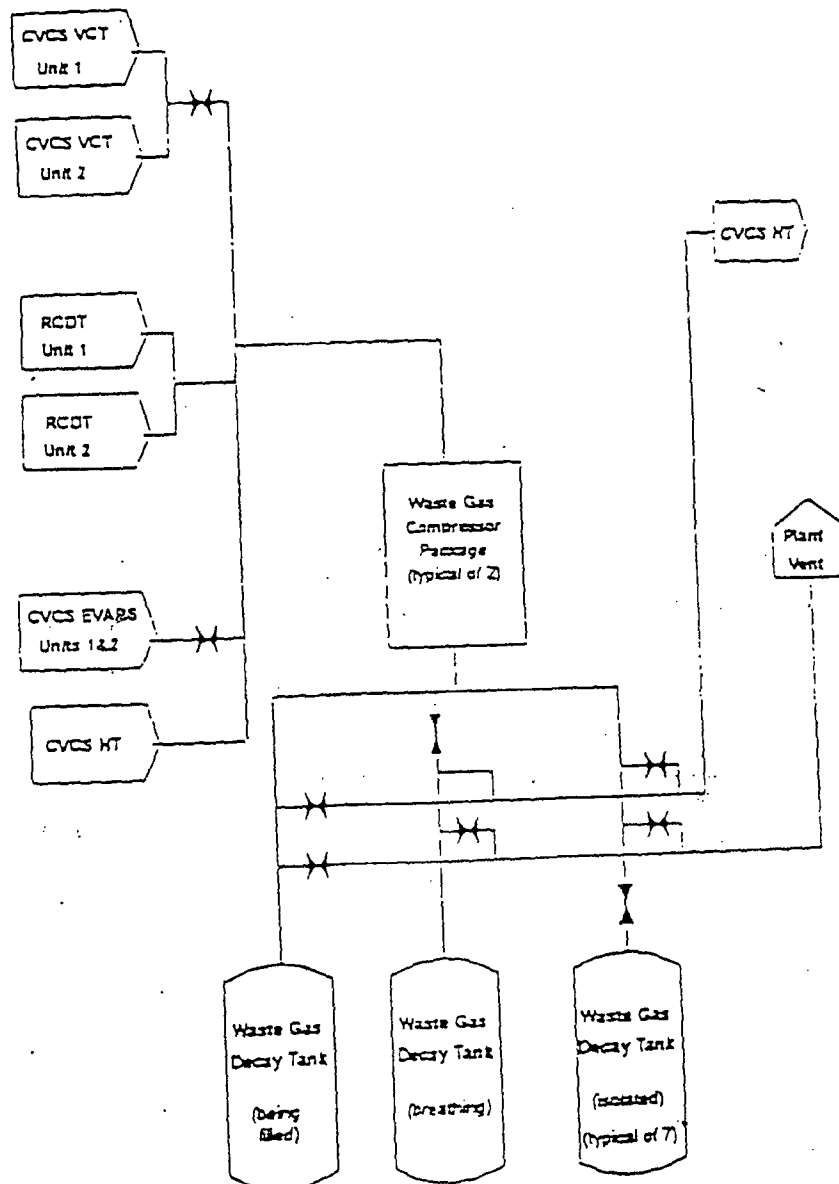 CVCS VCT
Unit 1
CVCS VCT
Unit 2
CVCS HT
RCDT
Unit 1
RCDT
Unit 2
Waste Gas
Compressor
Package
(typical of 2)
Plant
Vent
CVCS EVAPS
Units 1&2
CVCS HT
Waste Gas
Decay Tank
(being
filled)
Waste Gas
Decay Tank
(breathing)
Waste Gas
Decay Tank
(isolated)
(typical of 7)